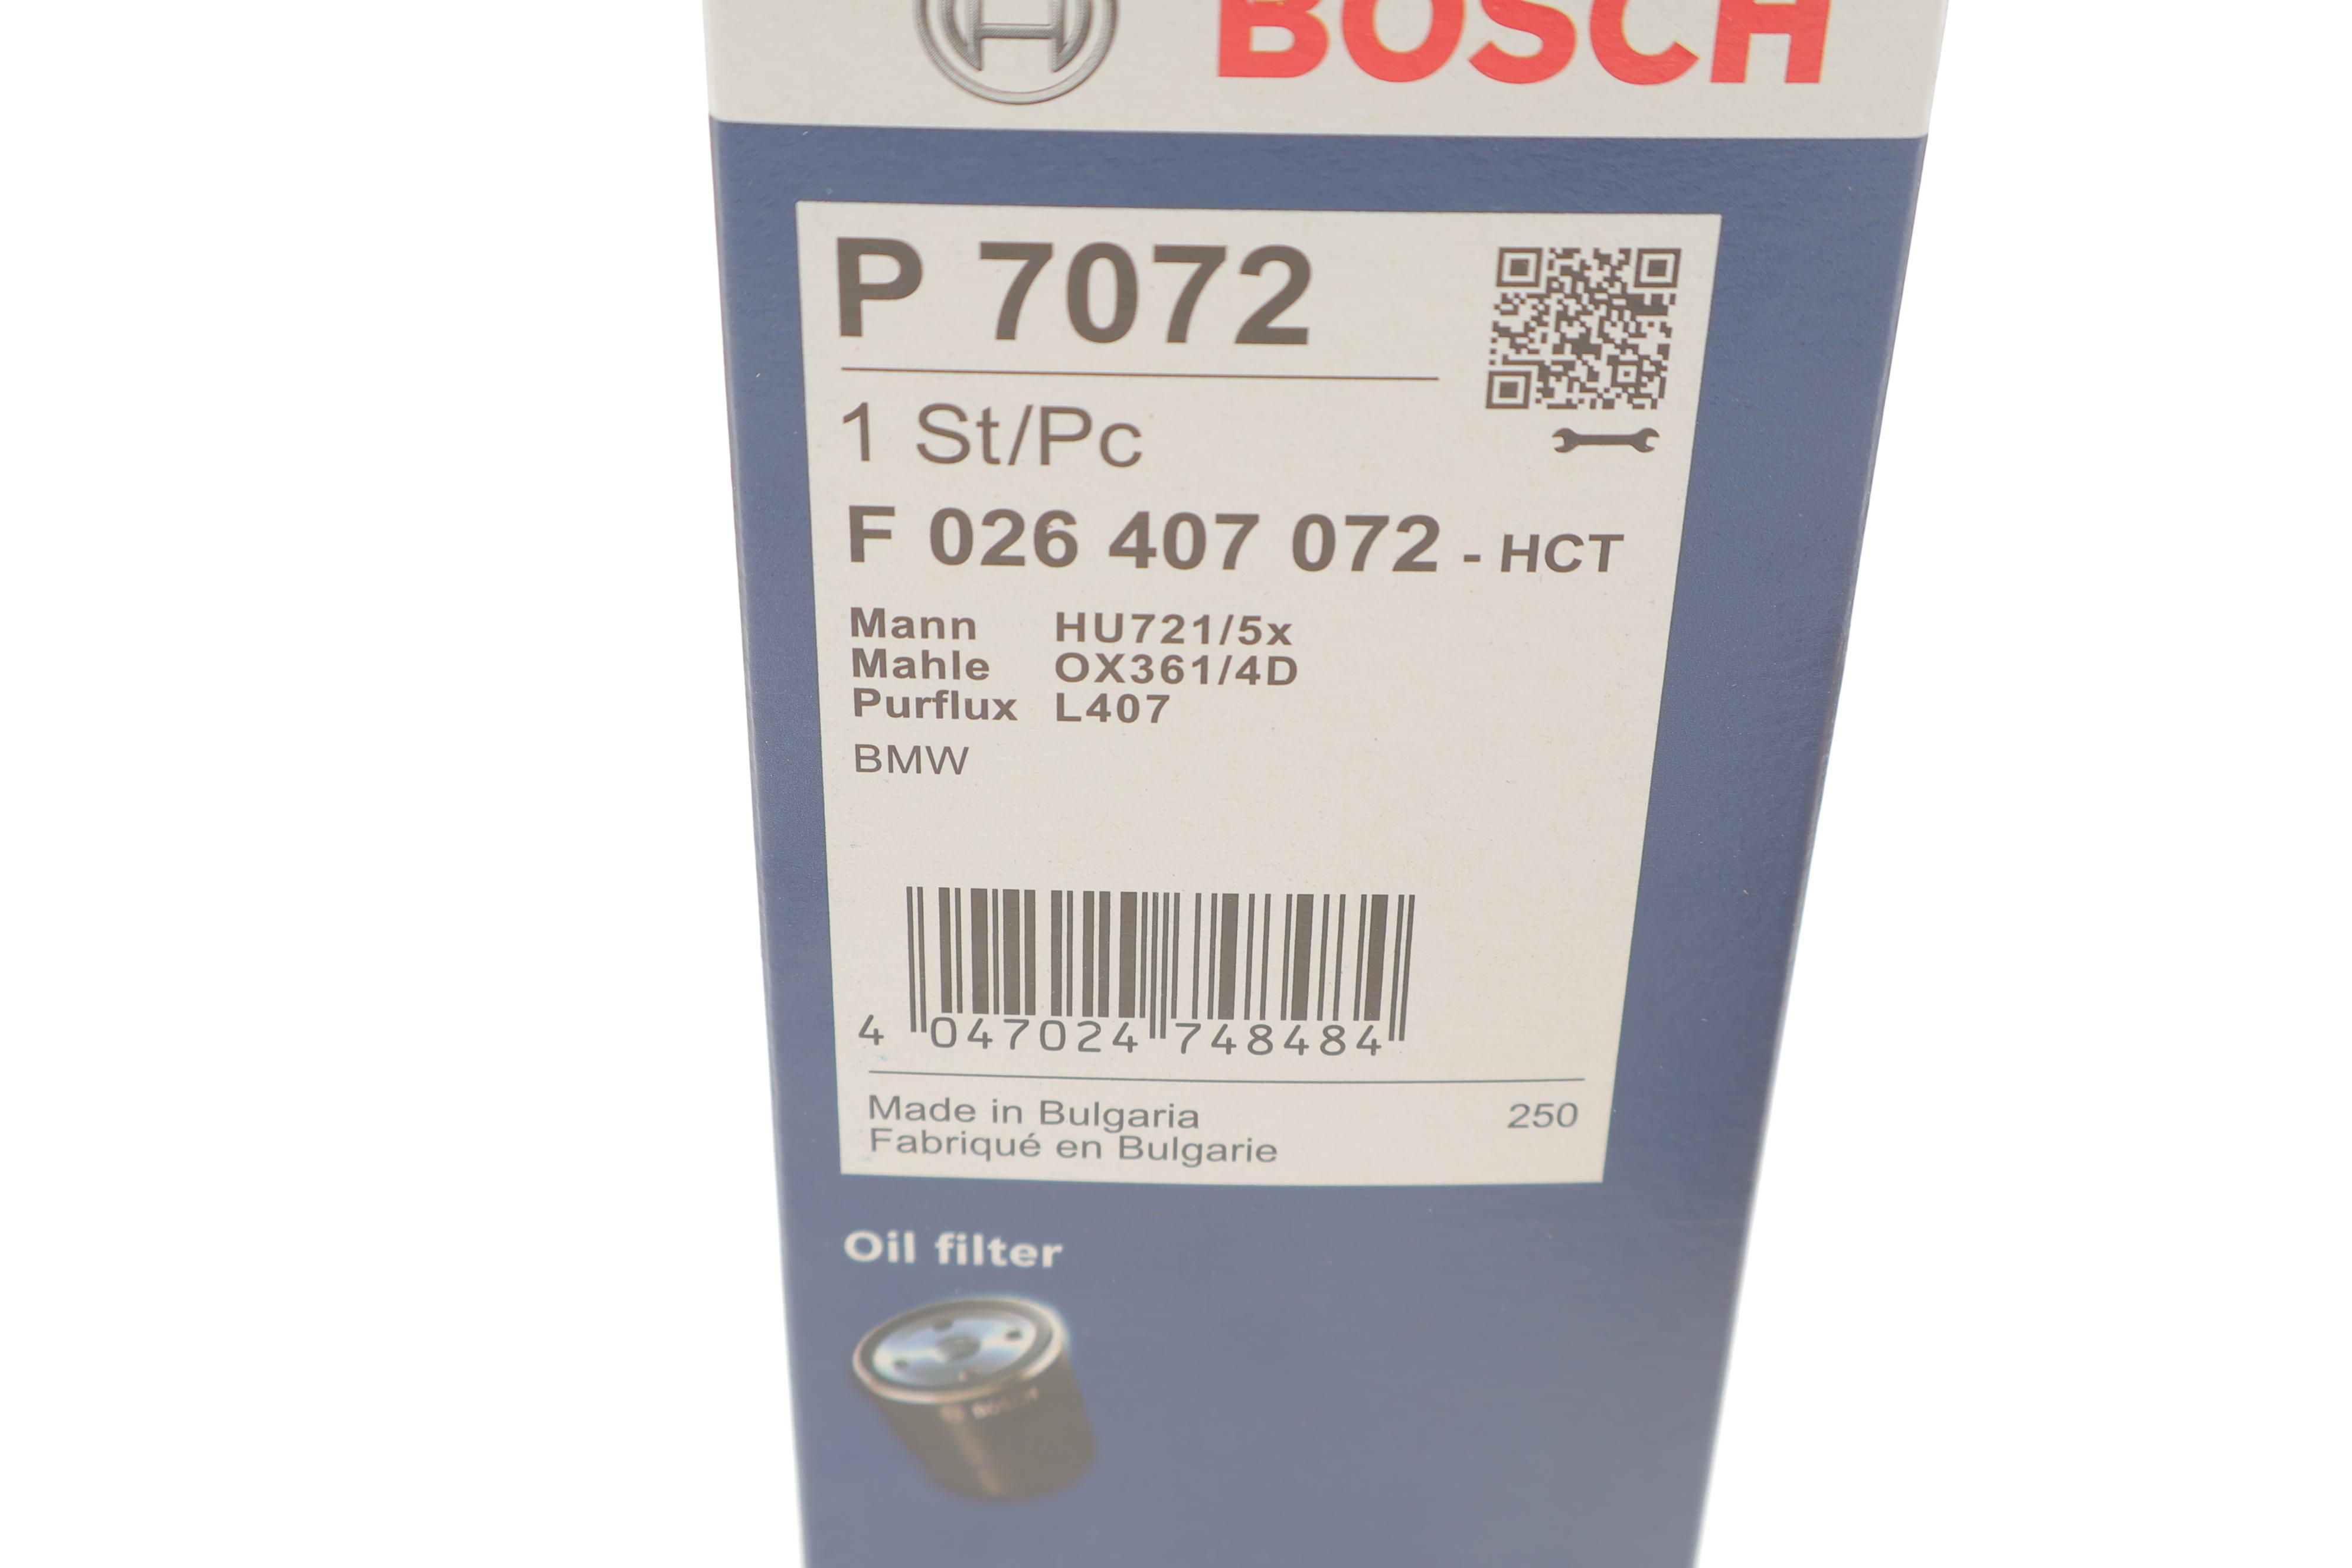 BOSCH
P 7072
1 St/Pc
F 026 407 072 - HCT
Mann HU721/5x
Mahle OX361/4D
Purflux L407
BMW
4 047024 748484
Made in Bulgaria 250
Fabriqué en Bulgarie
Oil filter
BOSCH